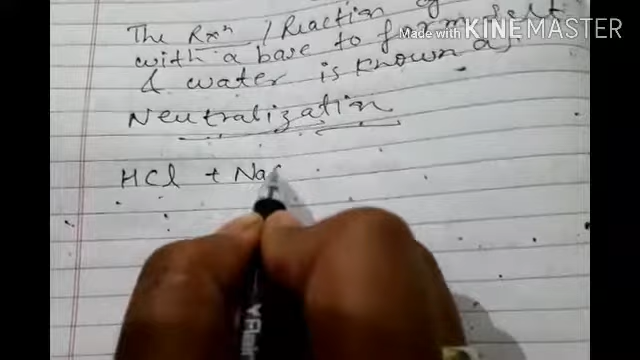 The Rxⁿ / Reaction of
with a base to form salt
& water is known as
Neutralization
HCl + Na
Made with KINEMASTER